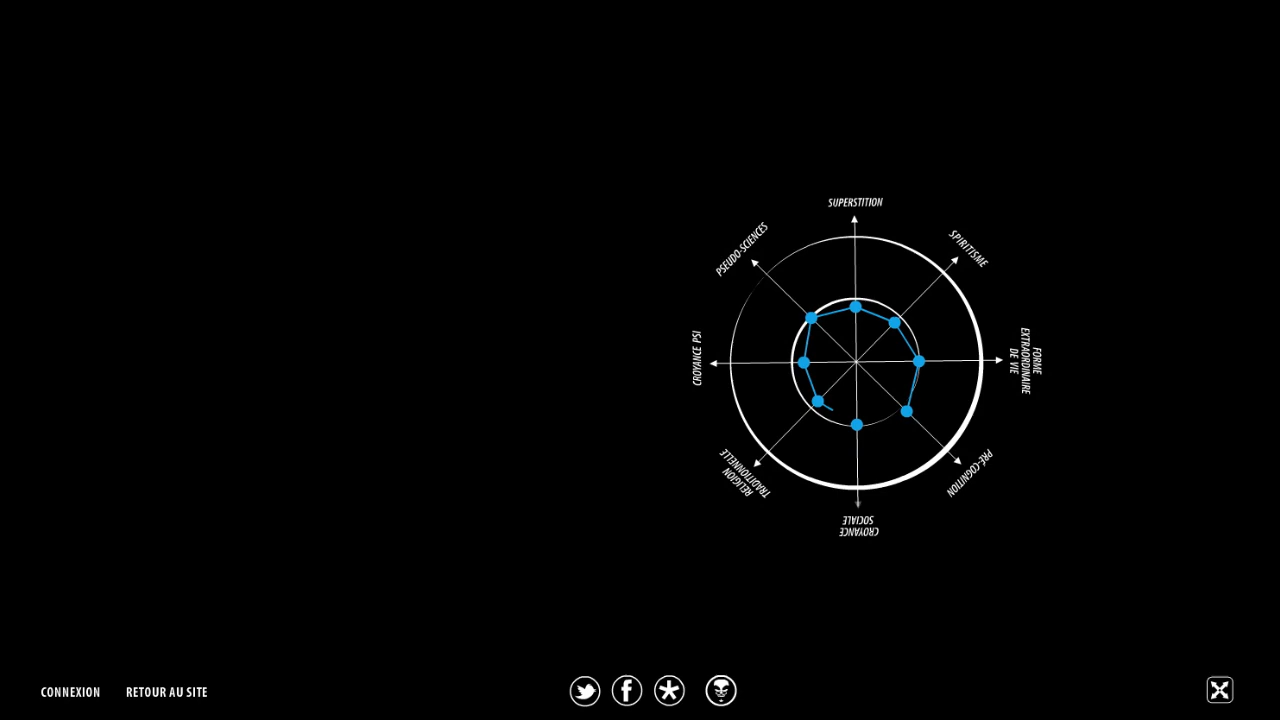 SUPERSTITION
SPIRITISME
PSEUDO-SCIENCES
FORME
EXTRAORDINAIRE
DE VIE
CROYANCE PSI
PRÉ-COGNITION
RELIGION
TRADITIONNELLE
CROYANCE
SOCIALE
CONNEXION
RETOUR AU SITE